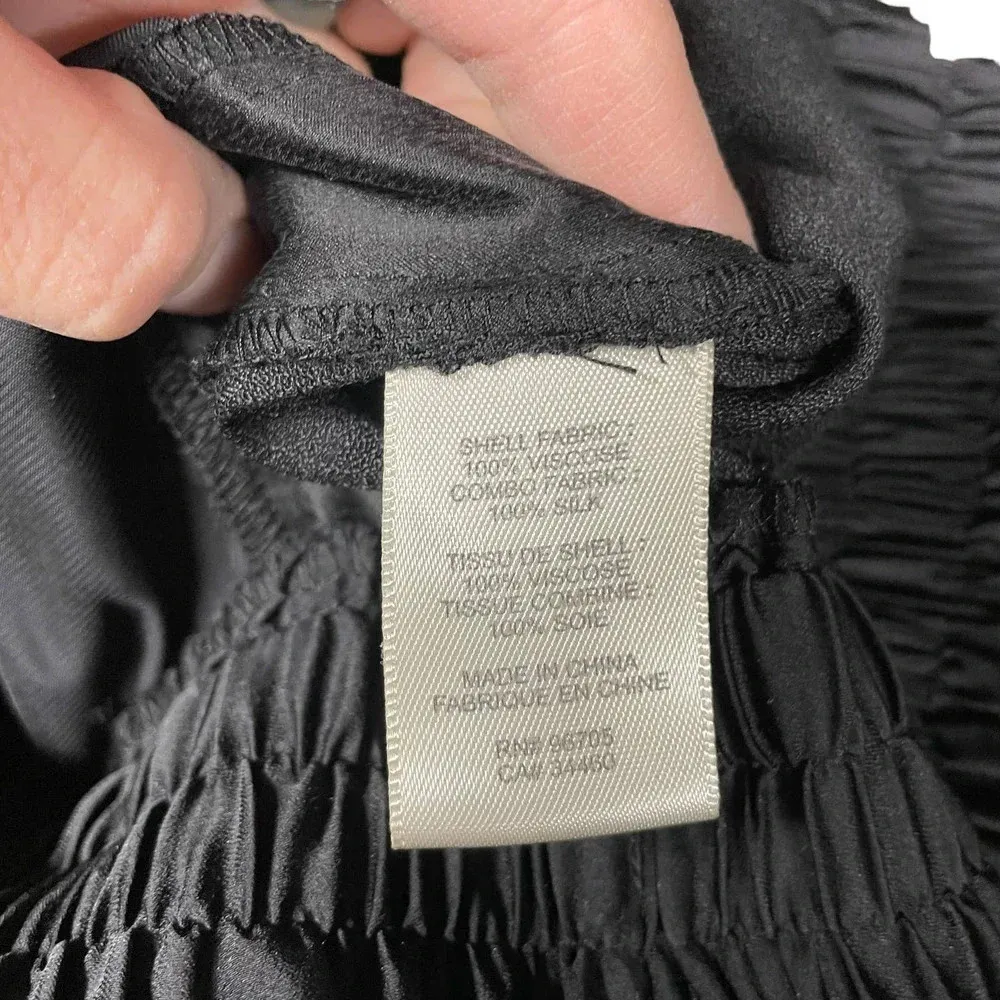 SHELL FABRIC :
100% VISCOSE
COMBO FABRIC :
100% SILK
TISSU DE SHELL :
100% VISCOSE
TISSUE COMBINE :
100% SOIE
MADE IN CHINA
FABRIQUE EN CHINE
RN# 96705
CA# 34460